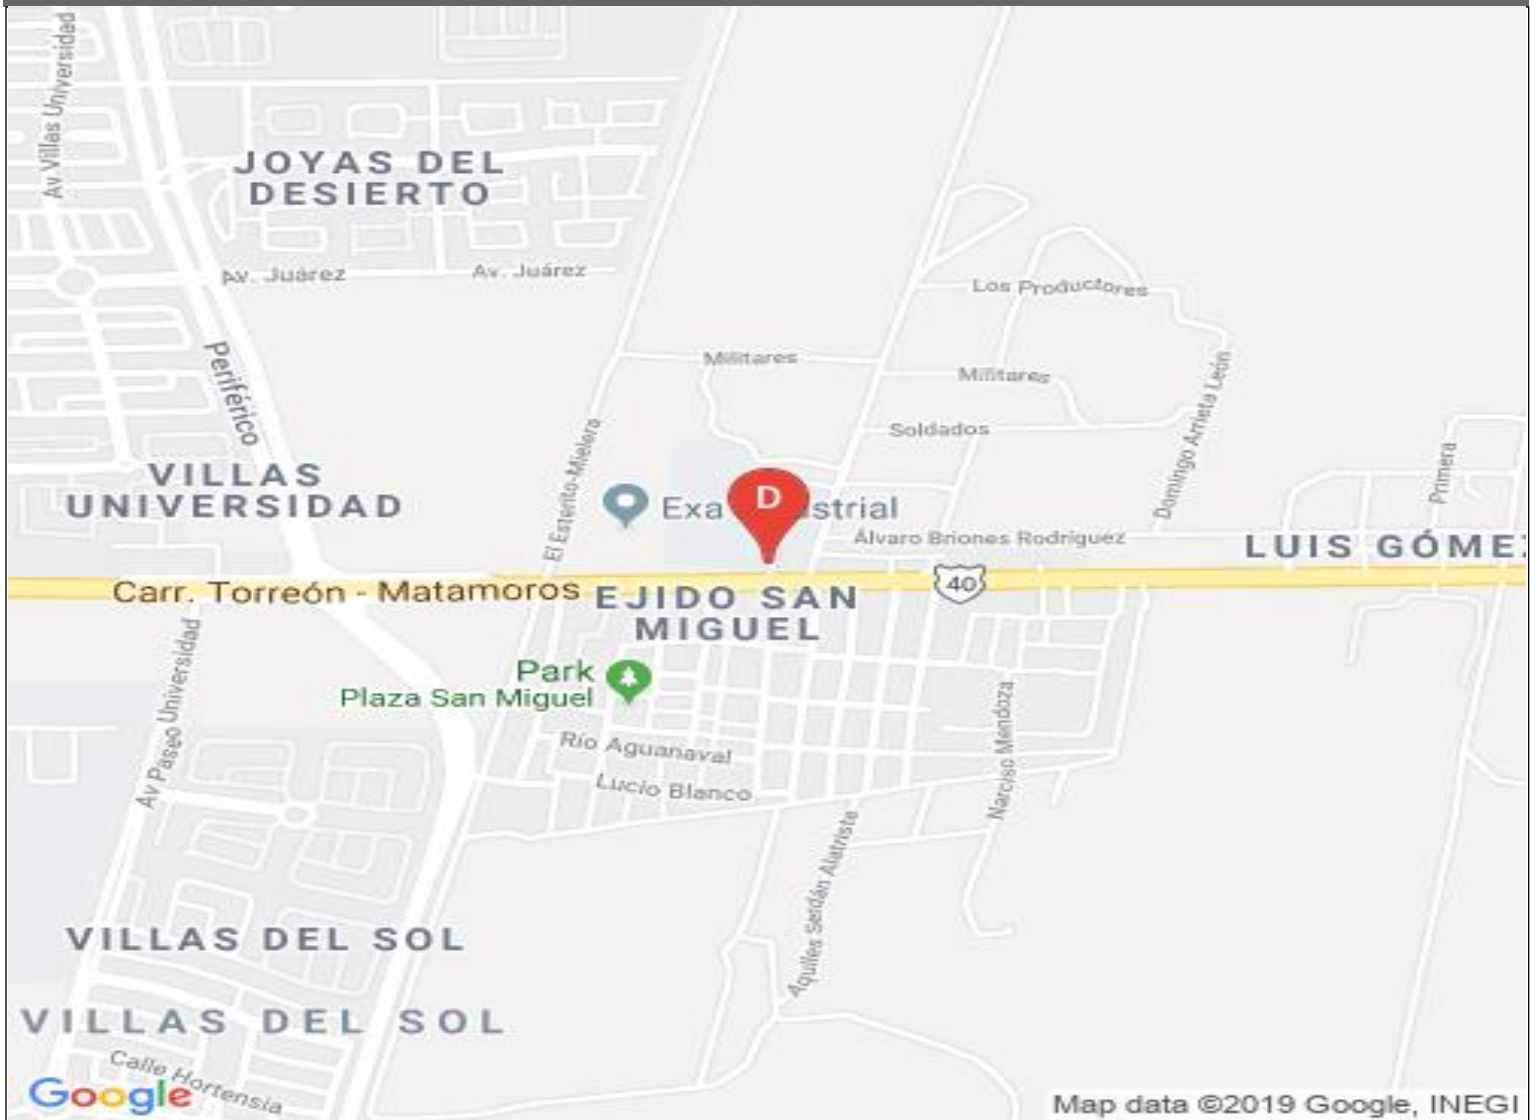 Av Villas Universidad
JOYAS DEL
DESIERTO
Av. Juárez
Av. Juárez
Los Productores
Periférico
Militares
Militares
Domingo Arrieta León
Soldados
El Esterito-Mielera
Primera
VILLAS
UNIVERSIDAD
D
Exa strial
Álvaro Briones Rodríguez
LUIS GÓMEZ
Carr. Torreón - Matamoros
40
EJIDO SAN
MIGUEL
Av Paseo Universidad
Park
Plaza San Miguel
Narciso Mendoza
Río Aguanaval
Lucio Blanco
Aquiles Serdán Alatriste
VILLAS DEL SOL
VILLAS DEL SOL
Calle Hortensia
Google
Map data ©2019 Google, INEGI